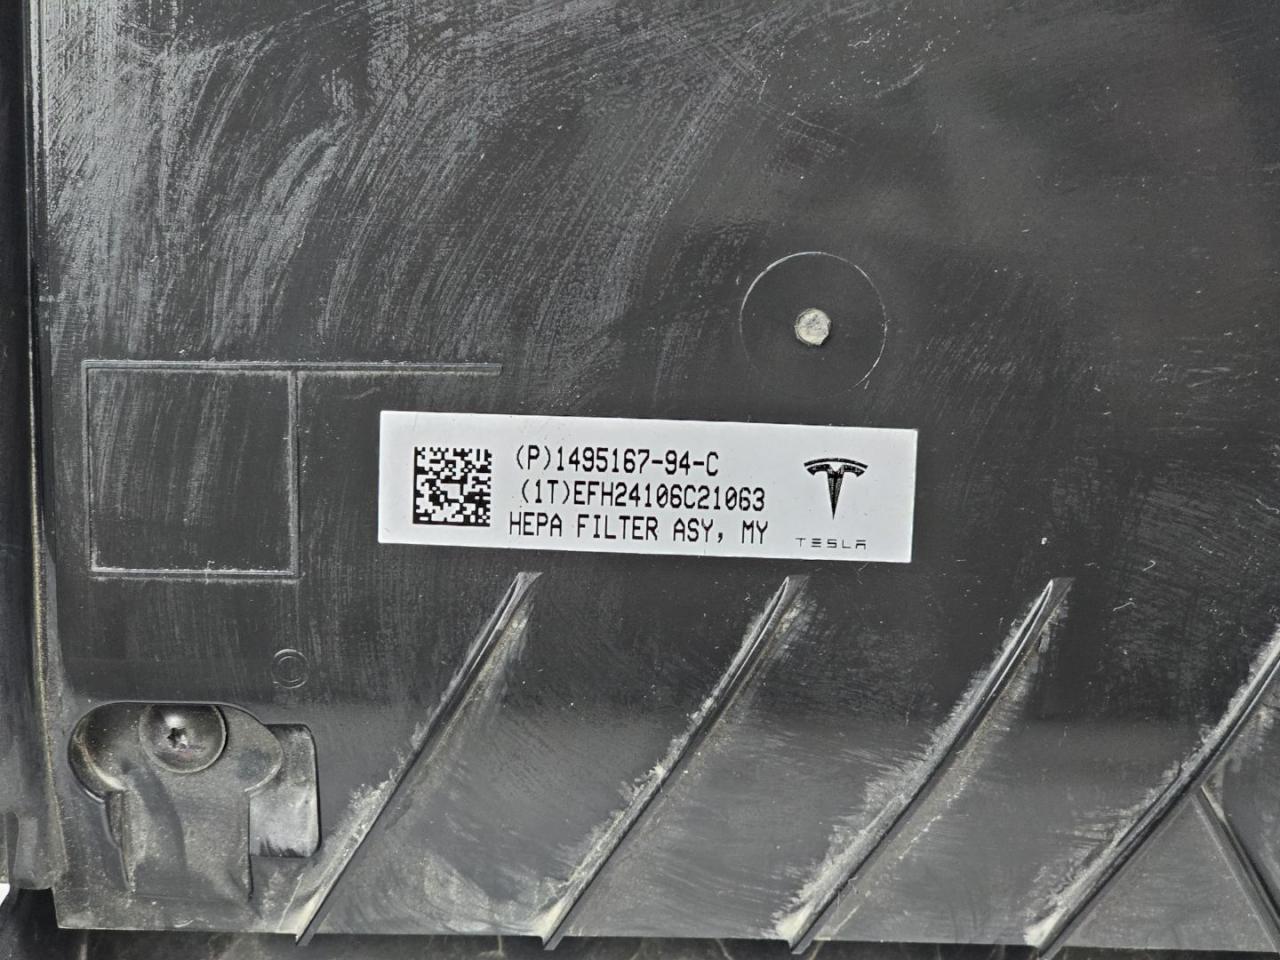 (P)1495167-94-C
(1T)EFH24106C21063
HEPA FILTER ASY, MY
TESLA